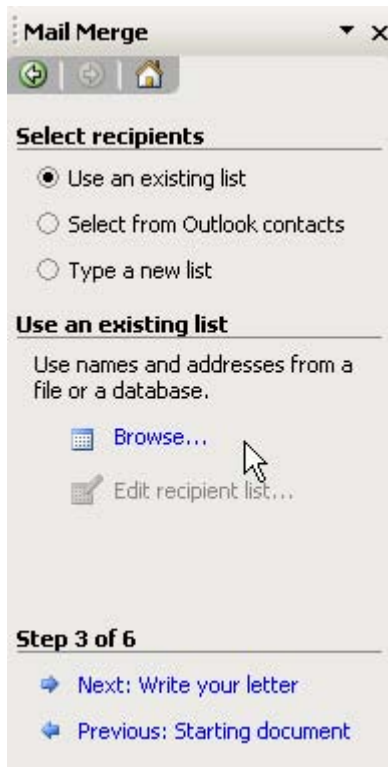 Mail Merge
Select recipients
Use an existing list
Select from Outlook contacts
Type a new list
Use an existing list
Use names and addresses from a
file or a database.
Browse...
Edit recipient list...
Step 3 of 6
Next: Write your letter
Previous: Starting document